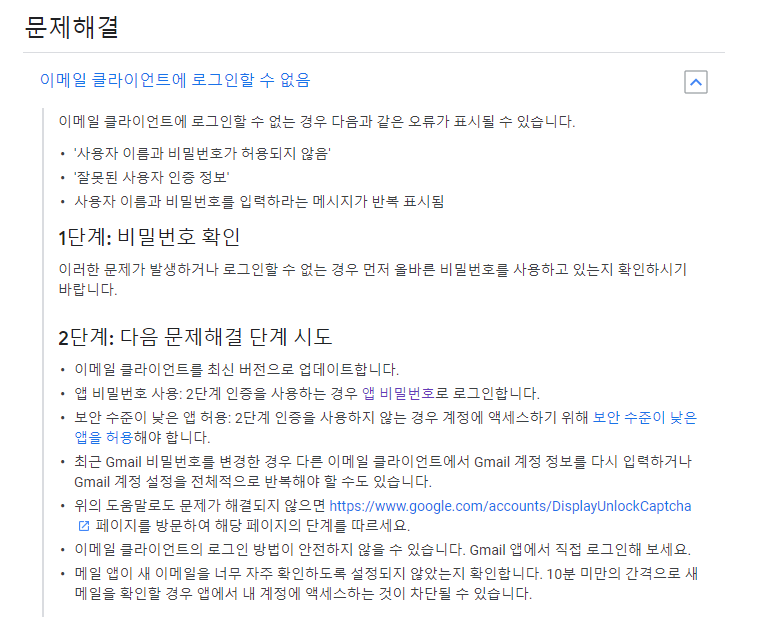 문제해결
이메일 클라이언트에 로그인할 수 없음
이메일 클라이언트에 로그인할 수 없는 경우 다음과 같은 오류가 표시될 수 있습니다.
• '사용자 이름과 비밀번호가 허용되지 않음'
• '잘못된 사용자 인증 정보'
• 사용자 이름과 비밀번호를 입력하라는 메시지가 반복 표시됨
1단계: 비밀번호 확인
이러한 문제가 발생하거나 로그인할 수 없는 경우 먼저 올바른 비밀번호를 사용하고 있는지 확인하시기
바랍니다.
2단계: 다음 문제해결 단계 시도
• 이메일 클라이언트를 최신 버전으로 업데이트합니다.
• 앱 비밀번호 사용: 2단계 인증을 사용하는 경우 앱 비밀번호로 로그인합니다.
• 보안 수준이 낮은 앱 허용: 2단계 인증을 사용하지 않는 경우 계정에 액세스하기 위해 보안 수준이 낮은
앱을 허용해야 합니다.
• 최근 Gmail 비밀번호를 변경한 경우 다른 이메일 클라이언트에서 Gmail 계정 정보를 다시 입력하거나
Gmail 계정 설정을 전체적으로 반복해야 할 수도 있습니다.
• 위의 도움말로도 문제가 해결되지 않으면 https://www.google.com/accounts/DisplayUnlockCaptcha
페이지를 방문하여 해당 페이지의 단계를 따르세요.
• 이메일 클라이언트의 로그인 방법이 안전하지 않을 수 있습니다. Gmail 앱에서 직접 로그인해 보세요.
• 메일 앱이 새 이메일을 너무 자주 확인하도록 설정되지 않았는지 확인합니다. 10분 미만의 간격으로 새
메일을 확인할 경우 앱에서 내 계정에 액세스하는 것이 차단될 수 있습니다.